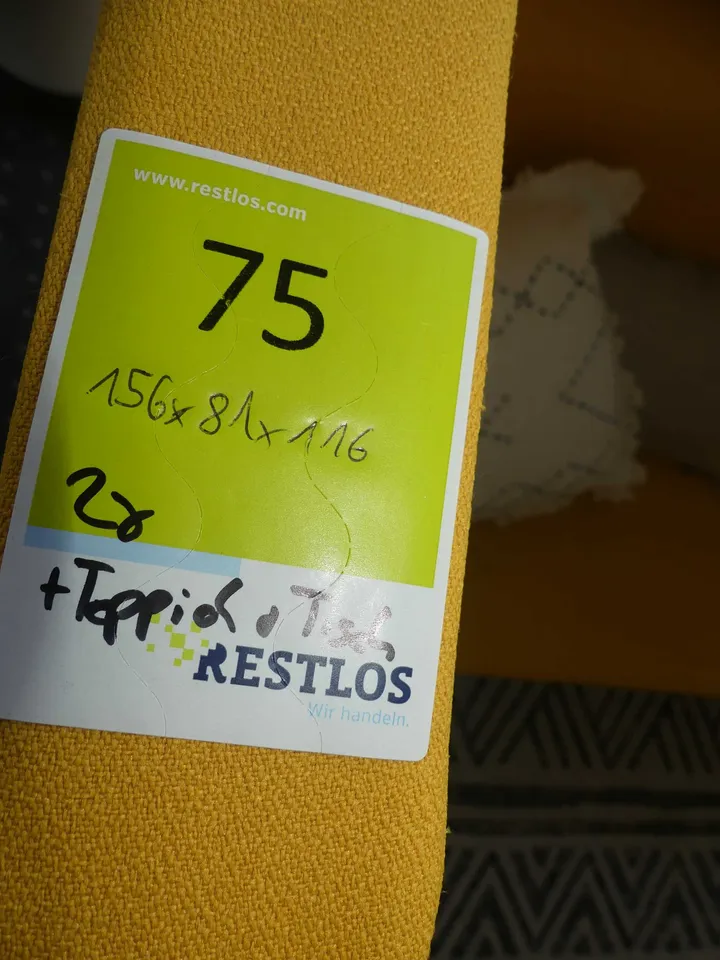 www.restlos.com
75
156x81x116
2x
+Teppich + Tisch
RESTLOS
Wir handeln.